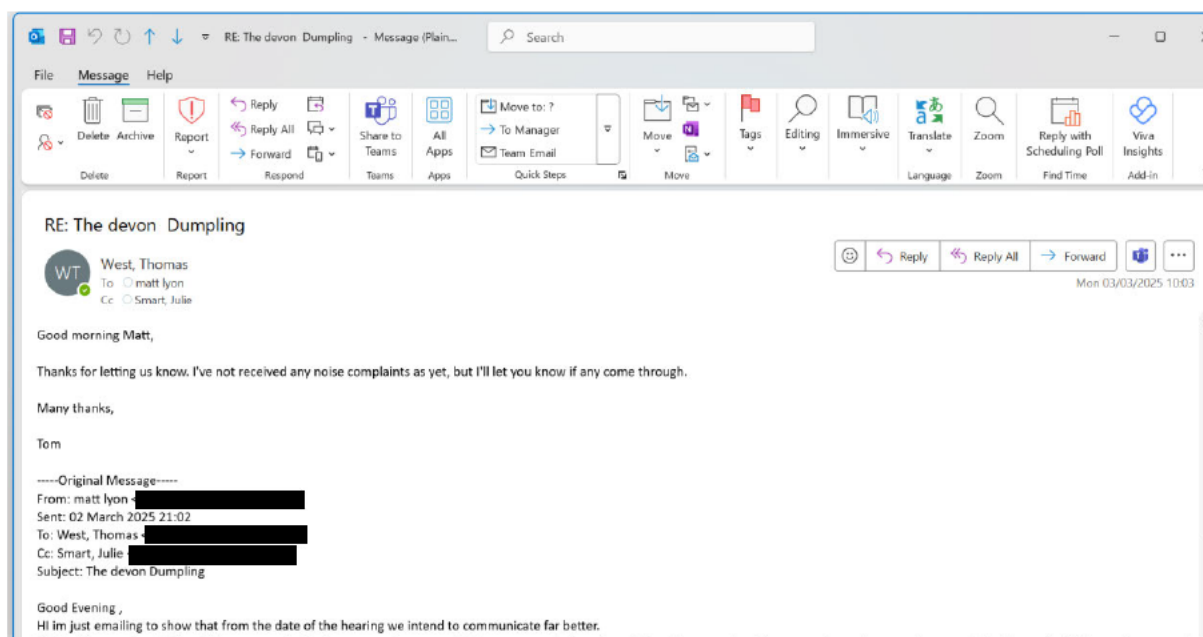 RE: The devon Dumpling - Message (Plain...
Search
File Message Help
Delete Archive
Report
Reply
Reply All
Forward
Share to Teams
All Apps
Move to: ?
To Manager
Team Email
Move
Tags
Editing
Immersive
Translate
Zoom
Reply with Scheduling Poll
Viva Insights
Delete Report Respond Teams Apps Quick Steps Move Language Zoom Find Time Add-in
RE: The devon Dumpling
WT
West, Thomas
To matt lyon
Cc Smart, Julie
Reply Reply All Forward
Mon 03/03/2025 10:03
Good morning Matt,
Thanks for letting us know. I've not received any noise complaints as yet, but I'll let you know if any come through.
Many thanks,
Tom
-----Original Message-----
From: matt lyon <
Sent: 02 March 2025 21:02
To: West, Thomas <
Cc: Smart, Julie
Subject: The devon Dumpling
Good Evening ,
HI im just emailing to show that from the date of the hearing we intend to communicate far better.